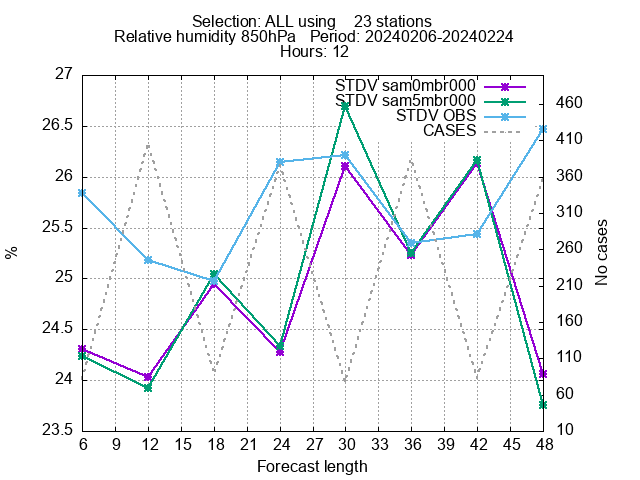 Selection: ALL using    23 stations
Relative humidity 850hPa   Period: 20240206-20240224
Hours: 12
STDV sam0mbr000
STDV sam5mbr000
STDV OBS
CASES
27
26.5
26
25.5
25
24.5
24
23.5
%
460
410
360
310
260
210
160
110
60
10
No cases
6 9 12 15 18 21 24 27 30 33 36 39 42 45 48
Forecast length